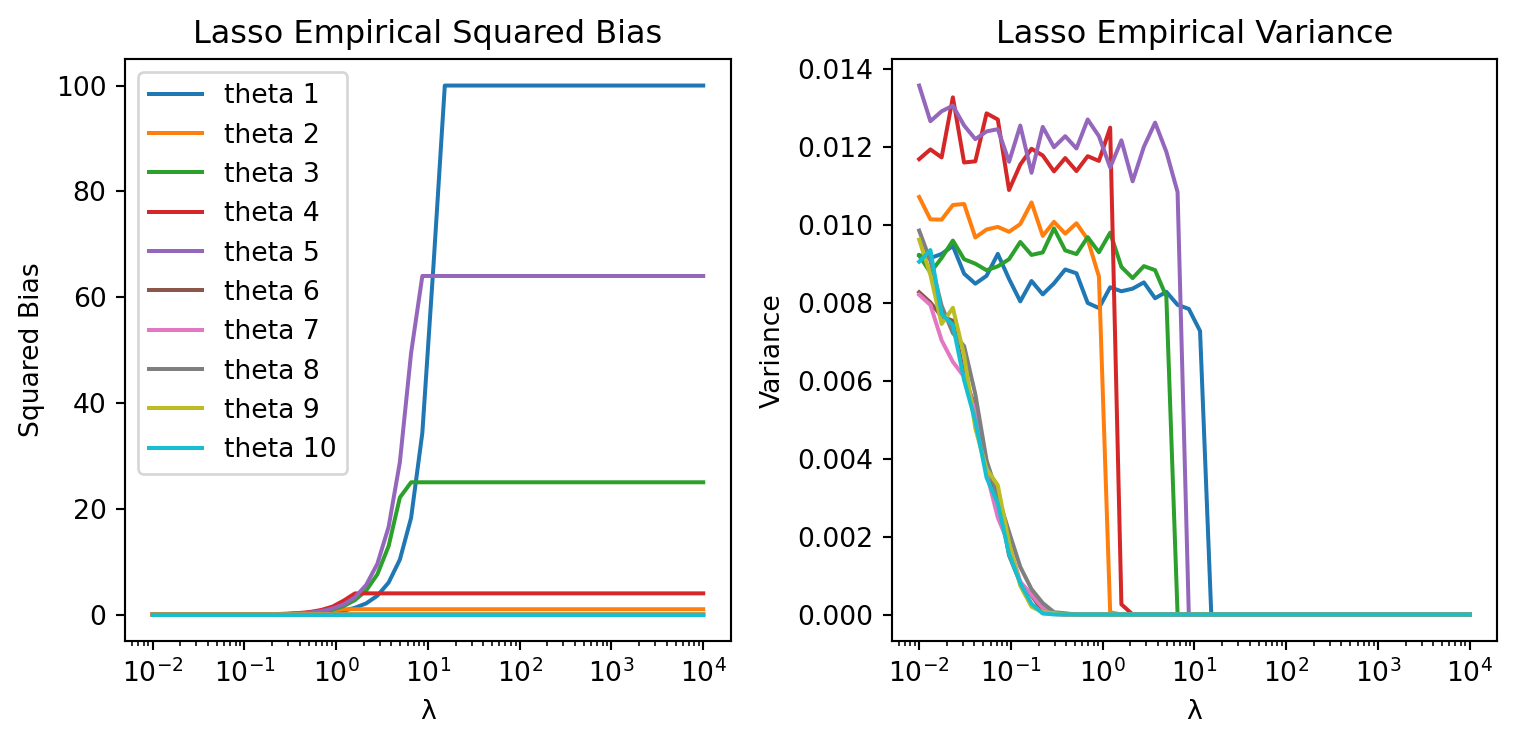 Lasso Empirical Squared Bias
Squared Bias
100
80
60
40
20
0
theta 1
theta 2
theta 3
theta 4
theta 5
theta 6
theta 7
theta 8
theta 9
theta 10
10⁻² 10⁻¹ 10⁰ 10¹ 10² 10³ 10⁴
λ
Lasso Empirical Variance
Variance
0.014
0.012
0.010
0.008
0.006
0.004
0.002
0.000
10⁻² 10⁻¹ 10⁰ 10¹ 10² 10³ 10⁴
λ